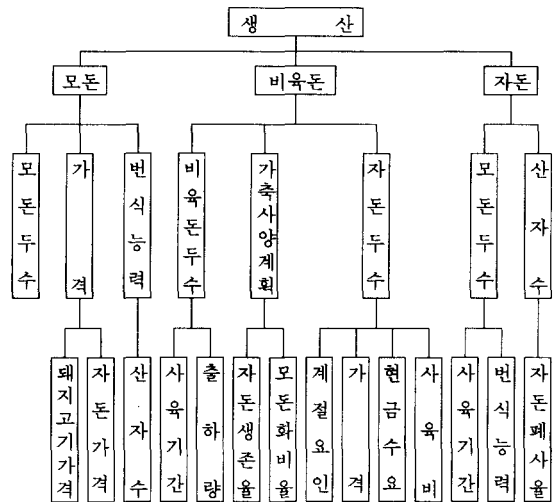 생 산
모돈
비육돈
자돈
모돈두수
가격
번식능력
비육돈두수
가축사양계획
자돈두수
모돈두수
산자수
돼지고기가격
자돈가격
산자수
사육기간
출하량
자돈생존율
모돈화비율
계절요인
가격
현금수요
사육비
사육기간
번식능력
자돈폐사율